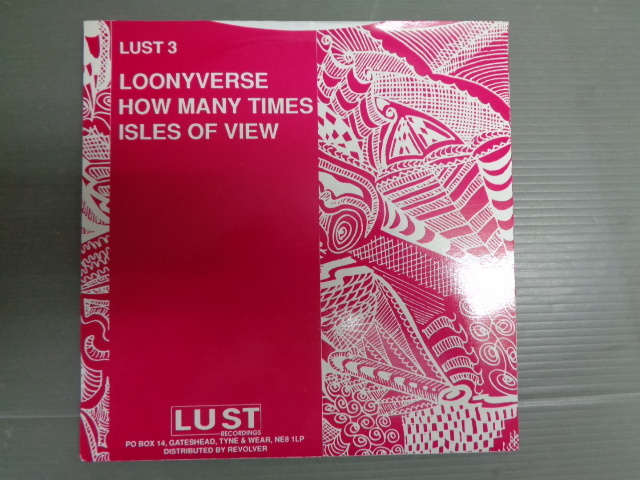 LUST 3
LOONYVERSE
HOW MANY TIMES
ISLES OF VIEW
LUST
RECORDINGS
PO BOX 14, GATESHEAD, TYNE & WEAR, NE8 1LP
DISTRIBUTED BY REVOLVER